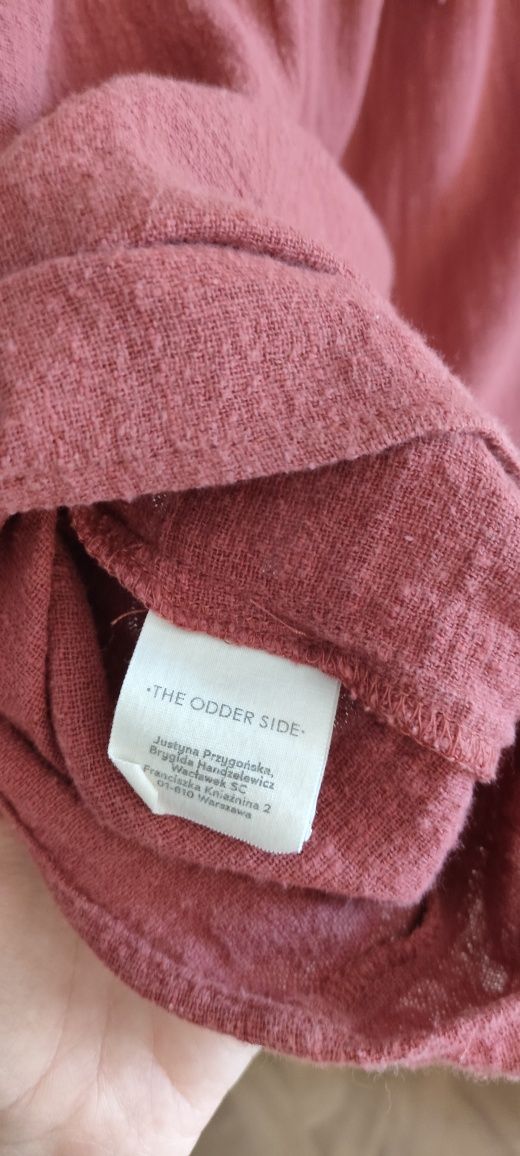 ·THE ODDER SIDE·
Justyna Przygońska,
Brygida Handzelewicz
Wacławek SC
Franciszka Kniaźnina 2
01-610 Warszawa